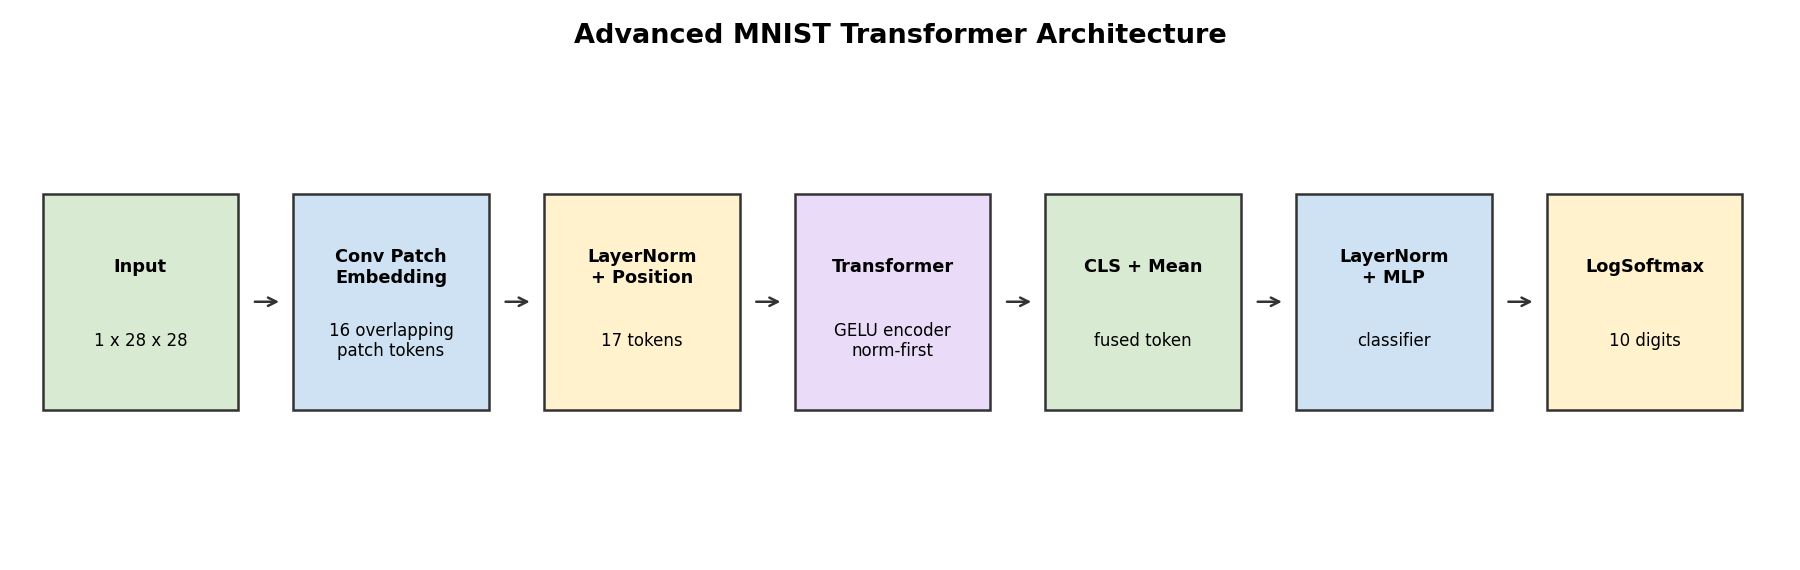 Advanced MNIST Transformer Architecture
Input
1 x 28 x 28
Conv Patch
Embedding
16 overlapping
patch tokens
LayerNorm
+ Position
17 tokens
Transformer
GELU encoder
norm-first
CLS + Mean
fused token
LayerNorm
+ MLP
classifier
LogSoftmax
10 digits